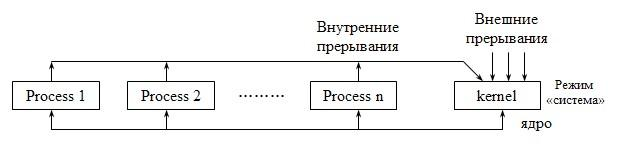 Внутренние
прерывания
Внешние
прерывания
Process 1
Process 2
………
Process n
kernel
Режим
«система»
ядро